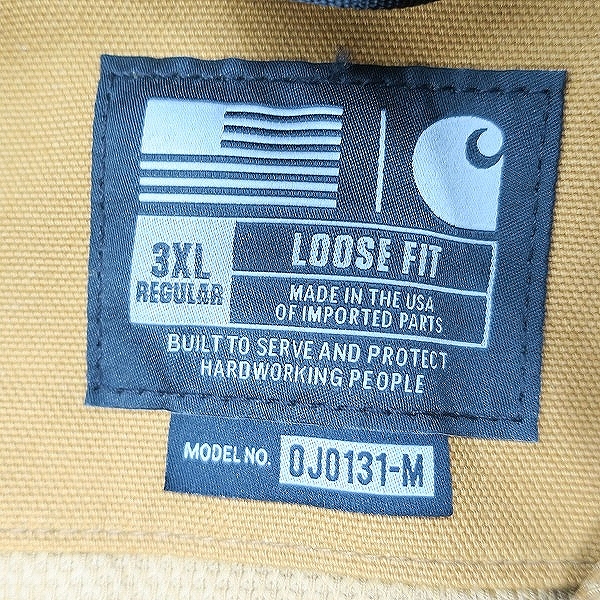 3XL
REGULAR
LOOSE FIT
MADE IN THE USA
OF IMPORTED PARTS
BUILT TO SERVE AND PROTECT
HARDWORKING PEOPLE
MODEL NO. OJ0131-M